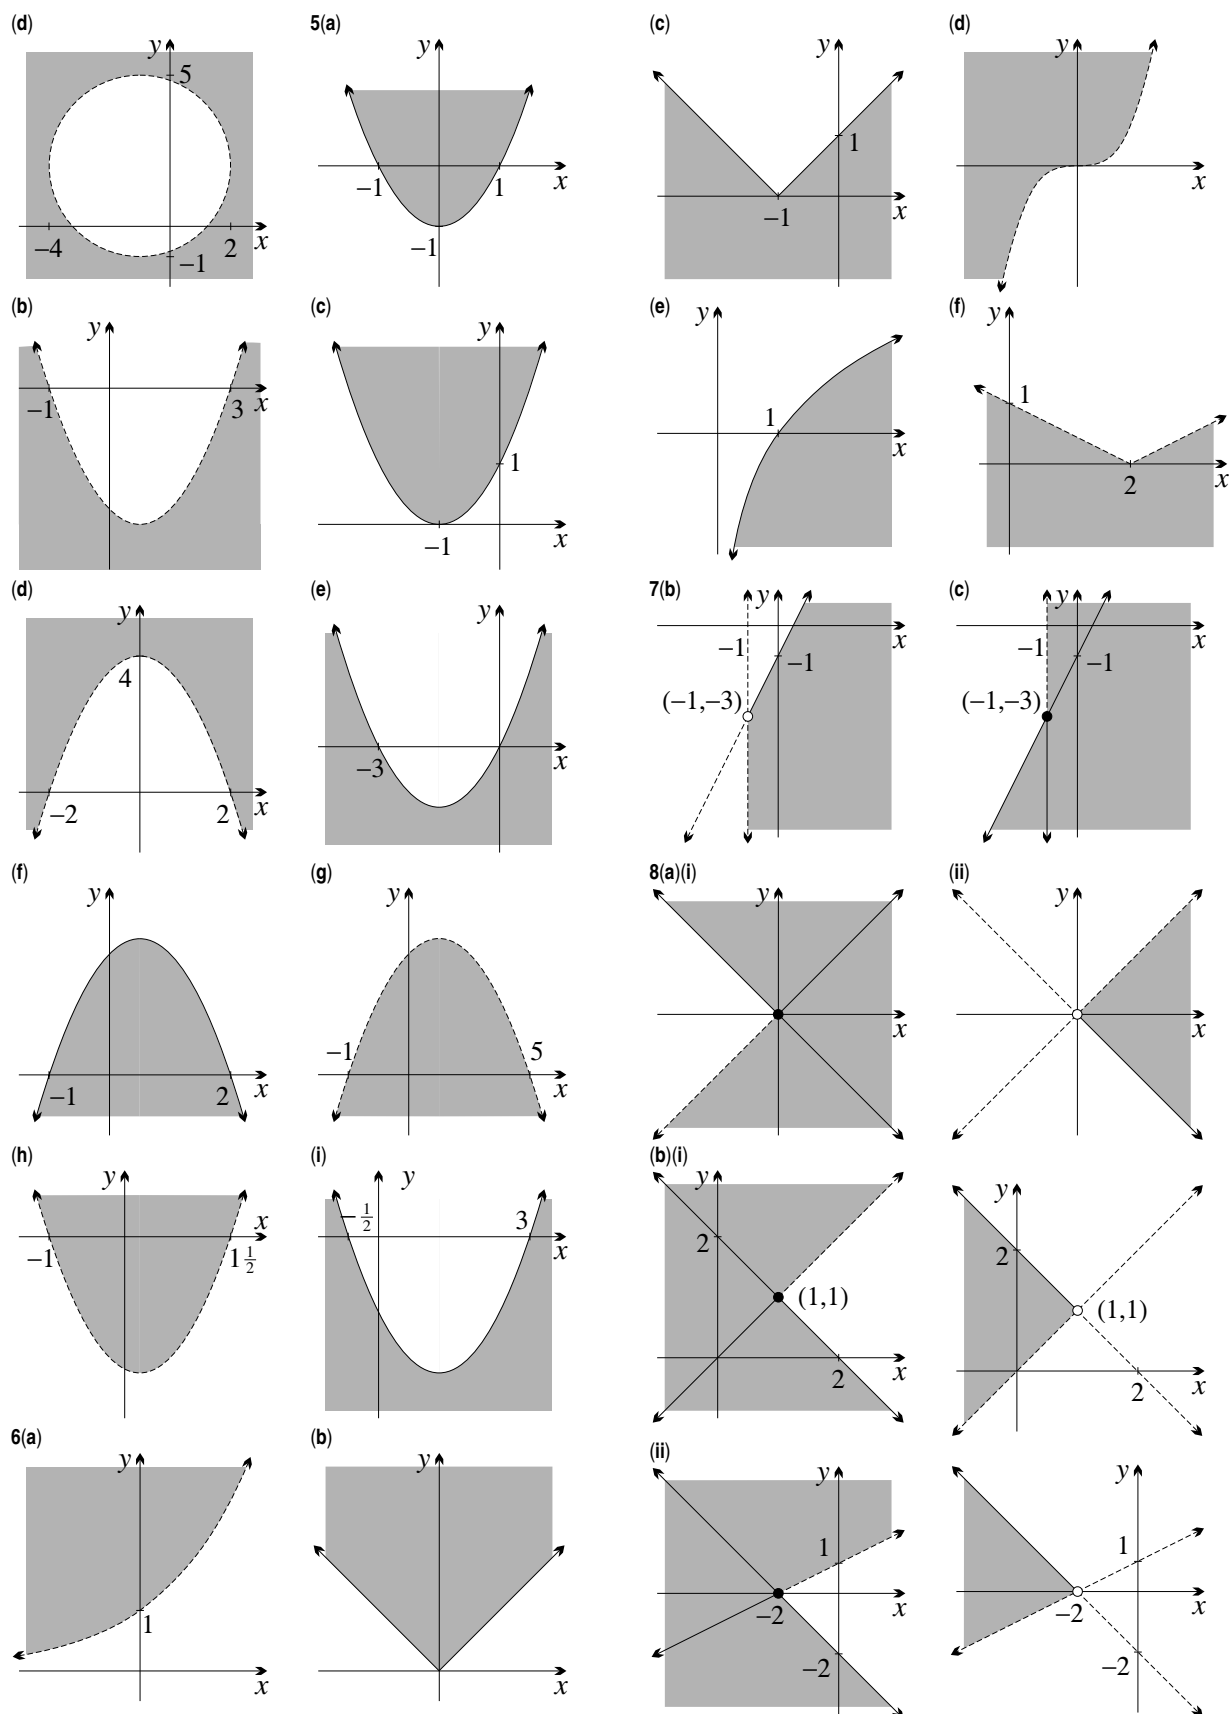 (d)
y
5
−4
2
x
−1
5(a)
y
−1
1
x
−1
(b)
y
−1
3
x
(c)
y
1
−1
x
(d)
y
4
−2
2
x
(e)
y
−3
x
(f)
y
−1
2
x
(g)
y
−1
5
x
(h)
y
x
−1
1 1/2
(i)
y
− 1/2
3
x
6(a)
y
1
x
(b)
y
x
(c)
y
1
−1
x
(d)
y
x
(e)
y
1
x
(f)
y
1
2
x
7(b)
y
x
−1
−1
(−1,−3)
(c)
y
x
−1
−1
(−1,−3)
8(a)(i)
y
x
(ii)
y
x
(b)(i)
y
2
(1,1)
2
x
y
2
(1,1)
2
x
(ii)
y
1
−2
x
−2
y
1
−2
x
−2